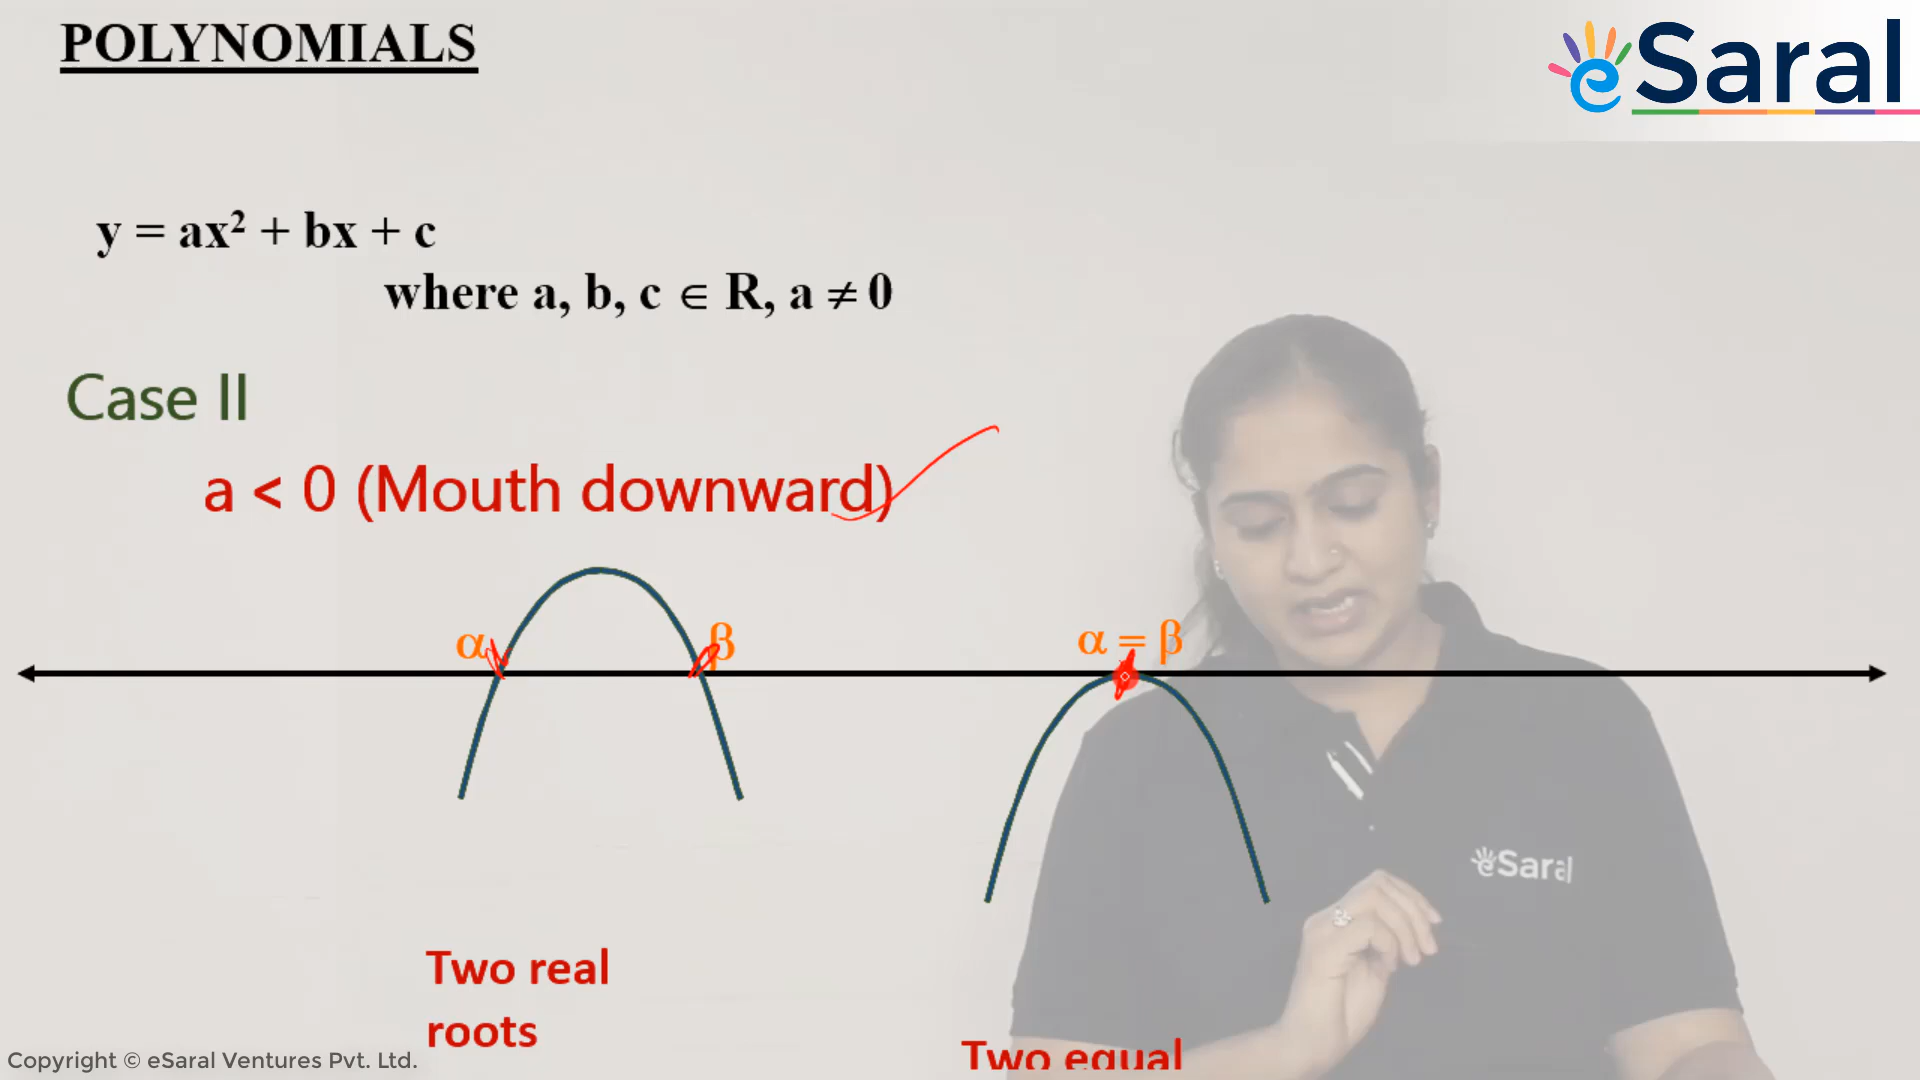 POLYNOMIALS
eSaral
y = ax² + bx + c
where a, b, c ∈ R, a ≠ 0
Case II
a < 0 (Mouth downward)
α
β
α = β
eSaral
Two real
roots
Two equal
Copyright © eSaral Ventures Pvt. Ltd.